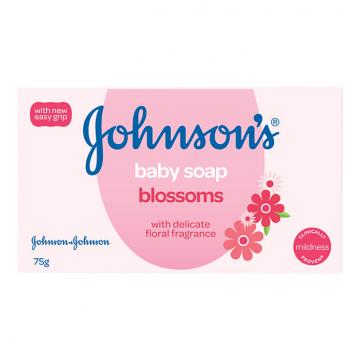 with new
easy grip
Johnson's®
baby soap
blossoms
with delicate
floral fragrance
Johnson & Johnson
75g
CLINICALLY
mildness
PROVEN†